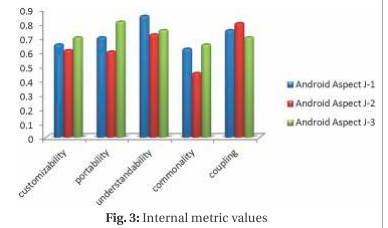 0.9
0.8
0.7
0.6
0.5
0.4
0.3
0.2
0.1
0
customizability
portability
understandability
commonality
coupling
Android Aspect J-1
Android Aspect J-2
Android Aspect J-3
Fig. 3: Internal metric values